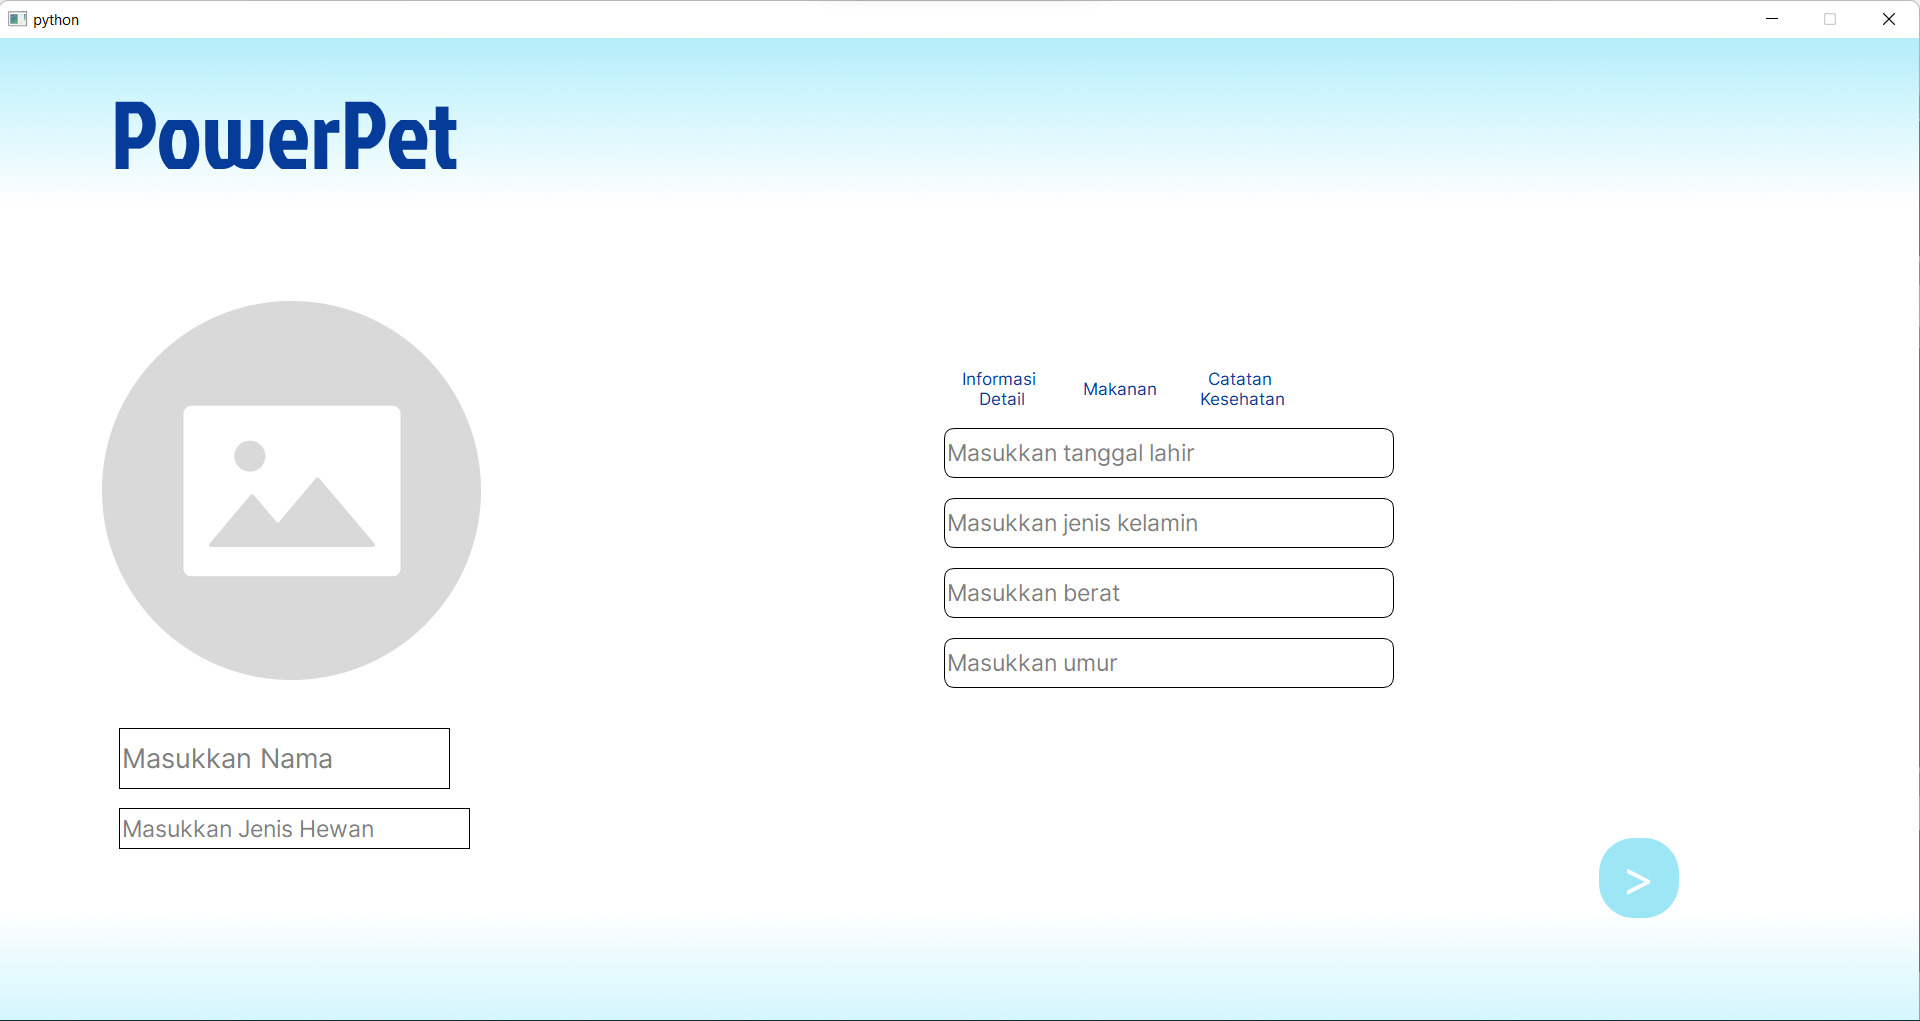 python
PowerPet
Informasi
Detail
Makanan
Catatan
Kesehatan
Masukkan tanggal lahir
Masukkan jenis kelamin
Masukkan berat
Masukkan umur
Masukkan Nama
Masukkan Jenis Hewan
>